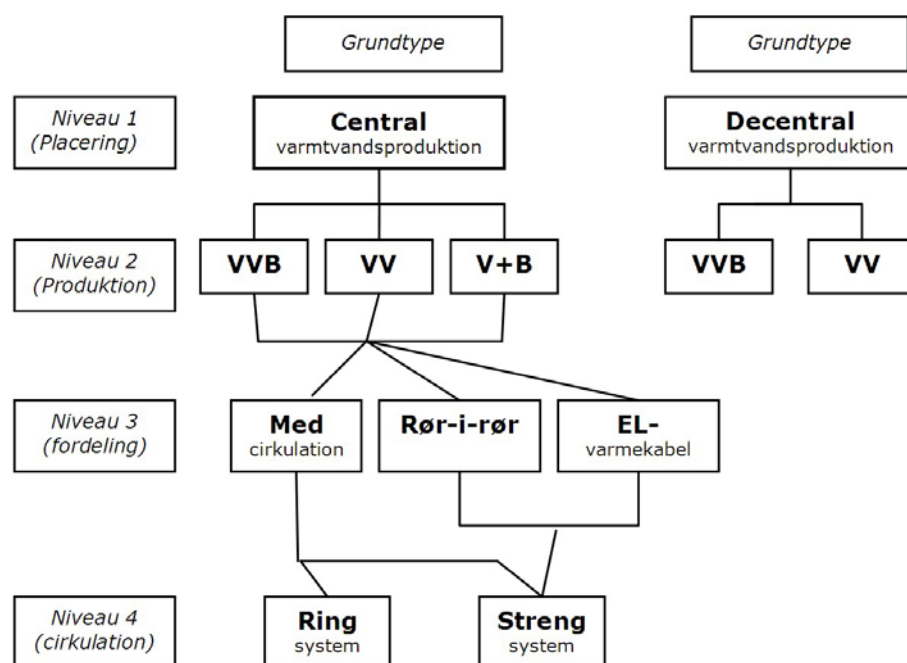 Grundtype
Grundtype
Niveau 1
(Placering)
Central
varmtvandsproduktion
Decentral
varmtvandsproduktion
Niveau 2
(Produktion)
VVB
VV
V+B
VVB
VV
Niveau 3
(fordeling)
Med
cirkulation
Rør-i-rør
EL-
varmekabel
Niveau 4
(cirkulation)
Ring
system
Streng
system